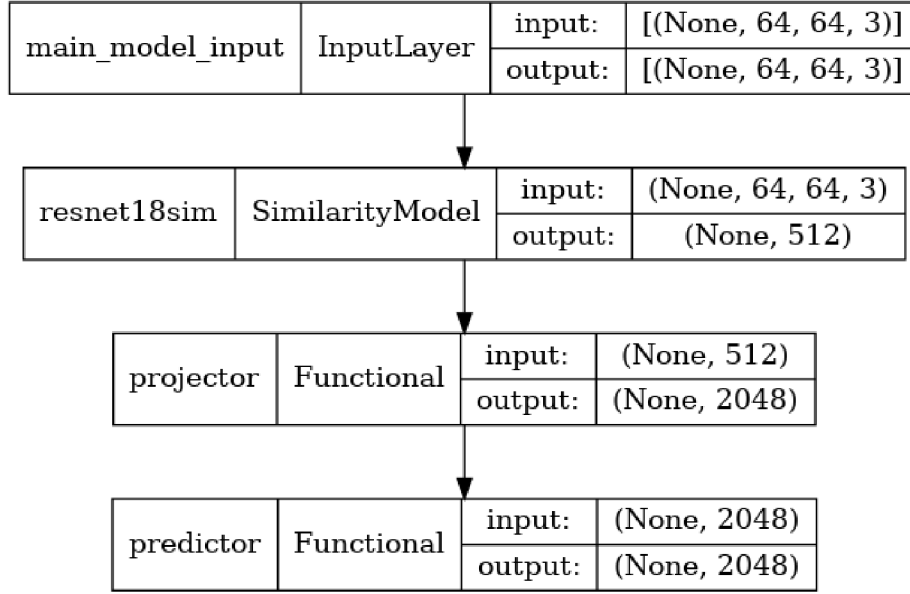 main_model_input InputLayer input: [(None, 64, 64, 3)]
output: [(None, 64, 64, 3)]
resnet18sim SimilarityModel input: (None, 64, 64, 3)
output: (None, 512)
projector Functional input: (None, 512)
output: (None, 2048)
predictor Functional input: (None, 2048)
output: (None, 2048)